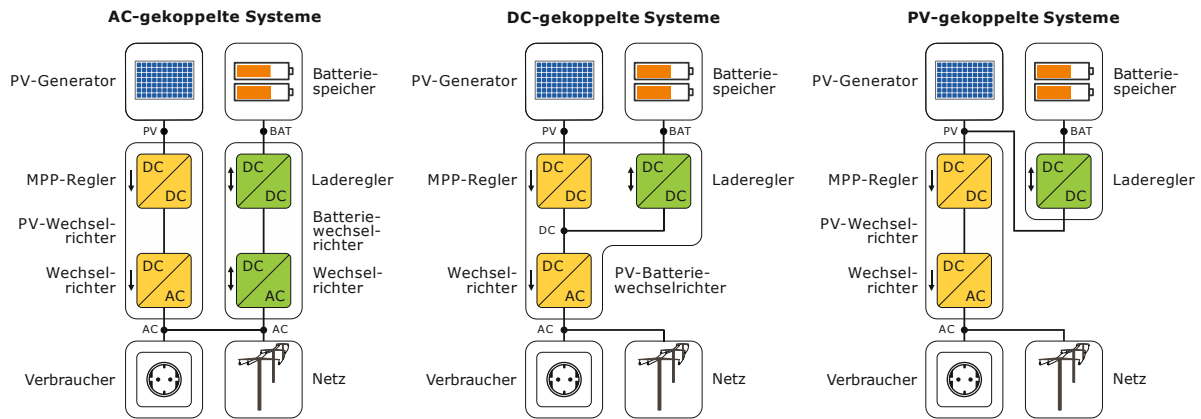 AC-gekoppelte Systeme
PV-Generator
Batterie-
speicher
PV
BAT
MPP-Regler
DC
DC
DC
DC
Laderegler
PV-Wechsel-
richter
Batterie-
wechsel-
richter
Wechsel-
richter
DC
AC
DC
AC
Wechsel-
richter
AC
AC
Verbraucher
Netz
DC-gekoppelte Systeme
PV-Generator
Batterie-
speicher
PV
BAT
MPP-Regler
DC
DC
DC
DC
Laderegler
DC
Wechsel-
richter
DC
AC
PV-Batterie-
wechselrichter
AC
Verbraucher
Netz
PV-gekoppelte Systeme
PV-Generator
Batterie-
speicher
PV
BAT
MPP-Regler
DC
DC
DC
DC
Laderegler
PV-Wechsel-
richter
Wechsel-
richter
DC
AC
AC
Verbraucher
Netz